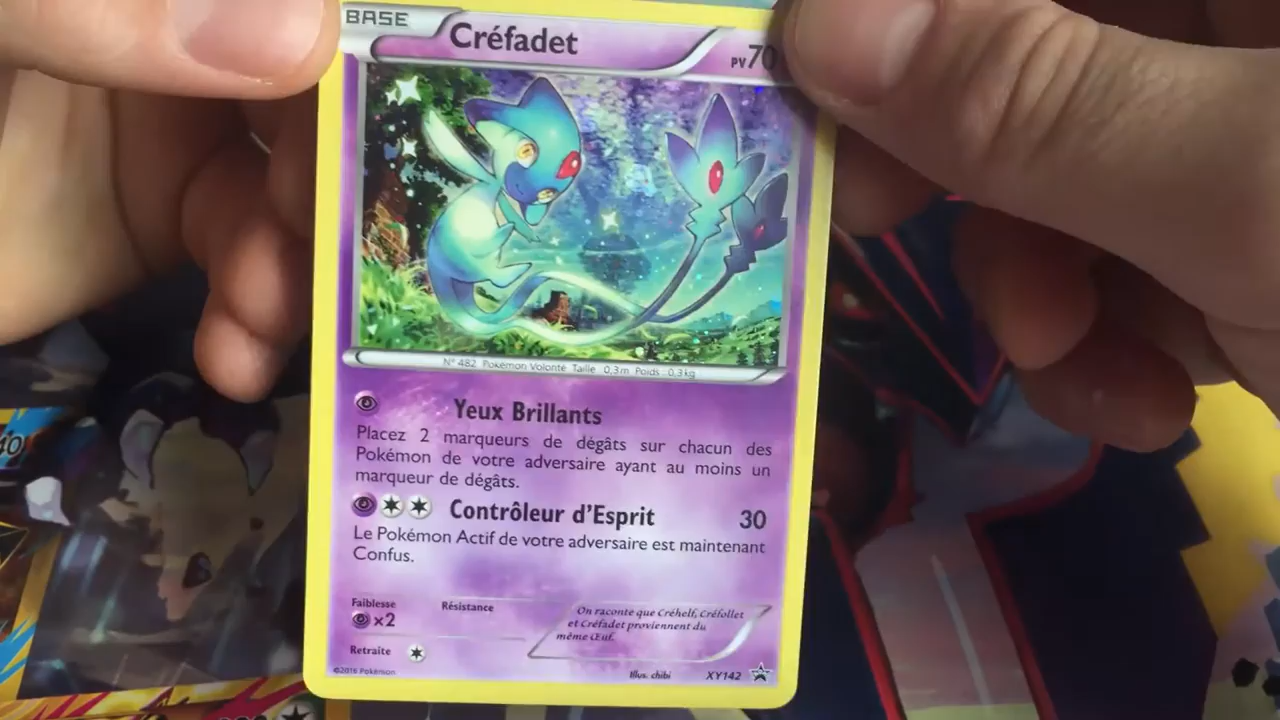 BASE
Créfadet
PV70
N° 482 Pokémon Volonté Taille 0,3m Poids : 0,3kg
Yeux Brillants
Placez 2 marqueurs de dégâts sur chacun des
Pokémon de votre adversaire ayant au moins un
marqueur de dégâts.
Contrôleur d'Esprit 30
Le Pokémon Actif de votre adversaire est maintenant
Confus.
Faiblesse
×2
Résistance
Retraite
On raconte que Créhelf, Créfollet
et Créfadet proviennent du
même Œuf.
©2016 Pokémon
Illus. chibi
XY142
40